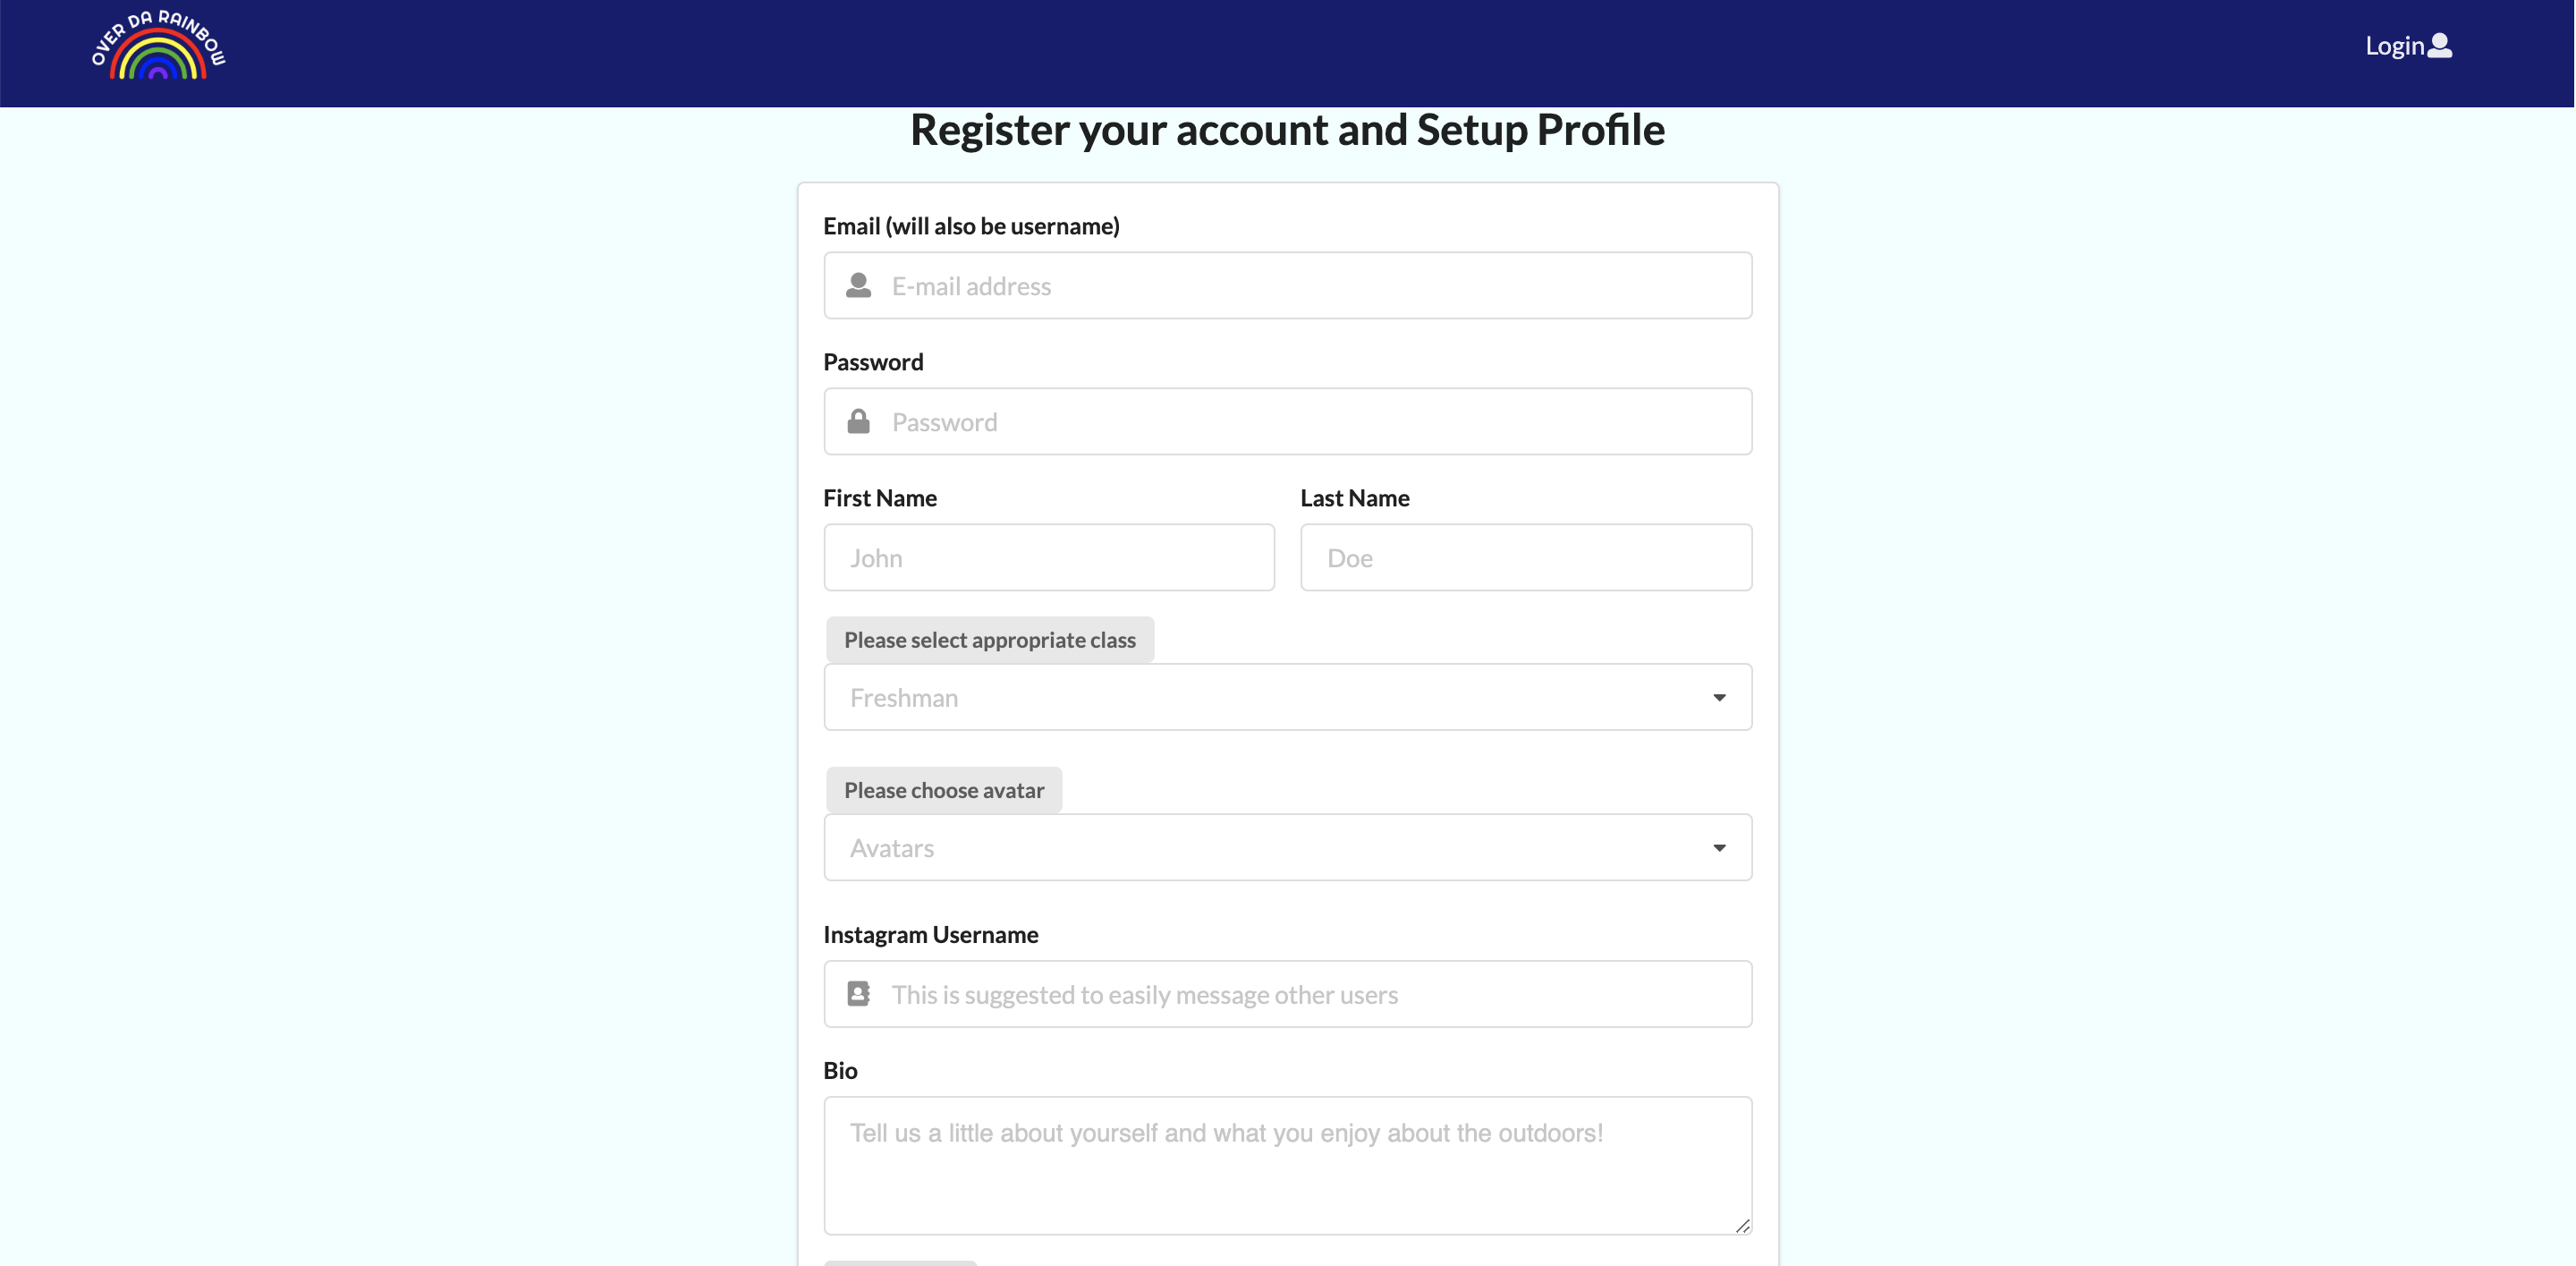 OVER DA RAINBOW
Login
Register your account and Setup Profile
Email (will also be username)
E-mail address
Password
Password
First Name Last Name
John Doe
Please select appropriate class
Freshman
Please choose avatar
Avatars
Instagram Username
This is suggested to easily message other users
Bio
Tell us a little about yourself and what you enjoy about the outdoors!